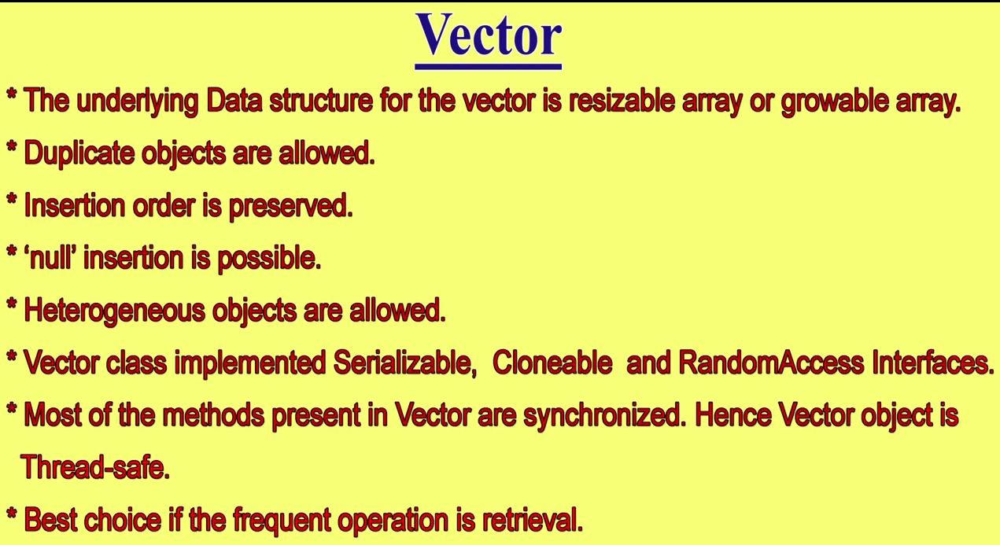 Vector
* The underlying Data structure for the vector is resizable array or growable array.
* Duplicate objects are allowed.
* Insertion order is preserved.
* ‘null’ insertion is possible.
* Heterogeneous objects are allowed.
* Vector class implemented Serializable,  Cloneable  and RandomAccess Interfaces.
* Most of the methods present in Vector are synchronized. Hence Vector object is
Thread-safe.
* Best choice if the frequent operation is retrieval.